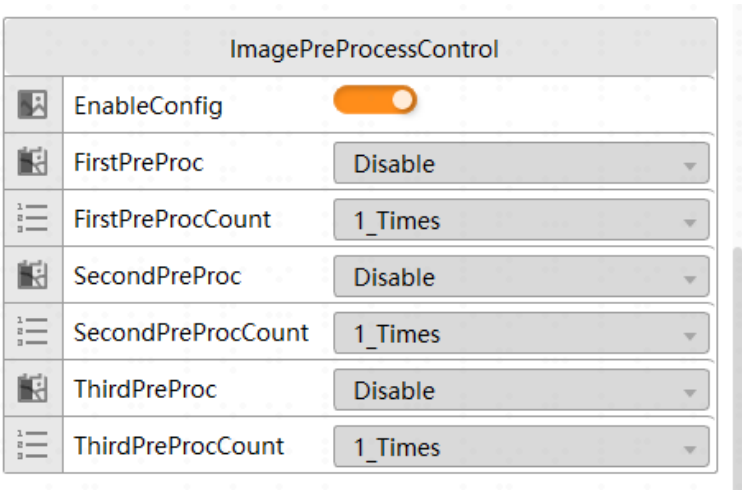 ImagePreProcessControl
EnableConfig
FirstPreProc Disable
FirstPreProcCount 1_Times
SecondPreProc Disable
SecondPreProcCount 1_Times
ThirdPreProc Disable
ThirdPreProcCount 1_Times